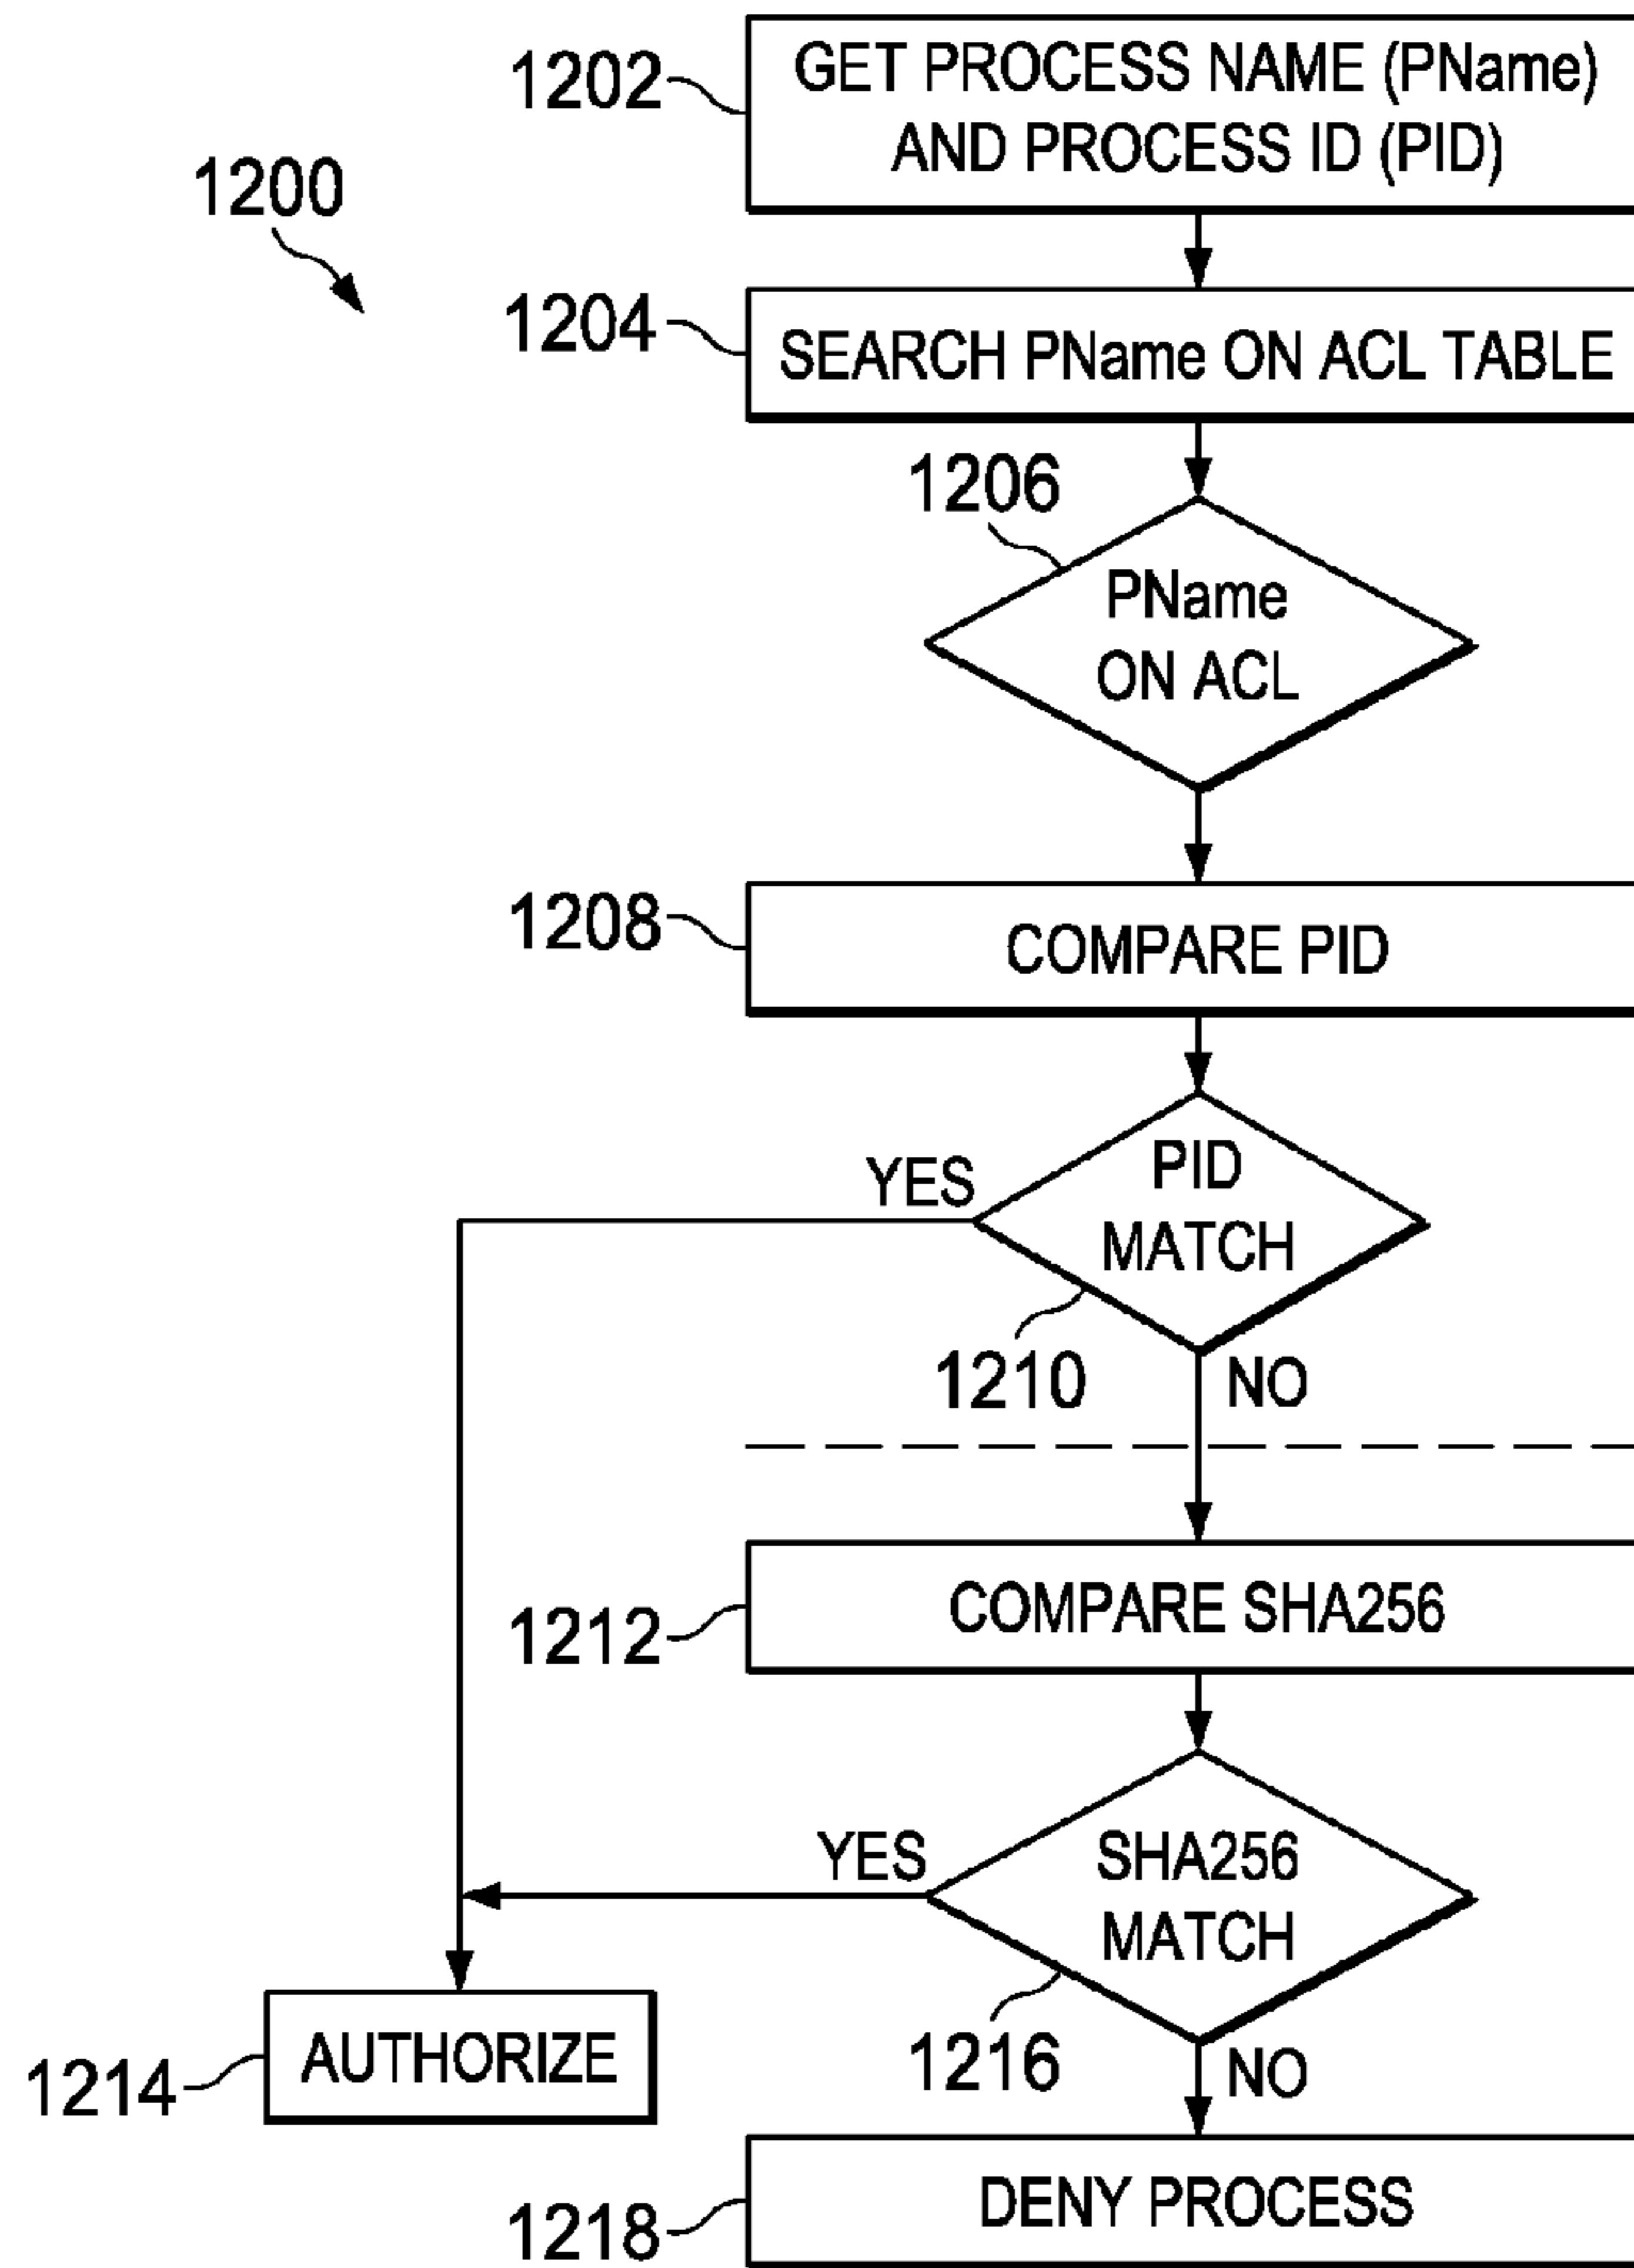 1202
GET PROCESS NAME (PName)
AND PROCESS ID (PID)
1200
1204
SEARCH PName ON ACL TABLE
1206
PName
ON ACL
1208
COMPARE PID
YES
PID
MATCH
1210
NO
COMPARE SHA256
1212
YES
SHA256
MATCH
1214
AUTHORIZE
1216
NO
1218
DENY PROCESS